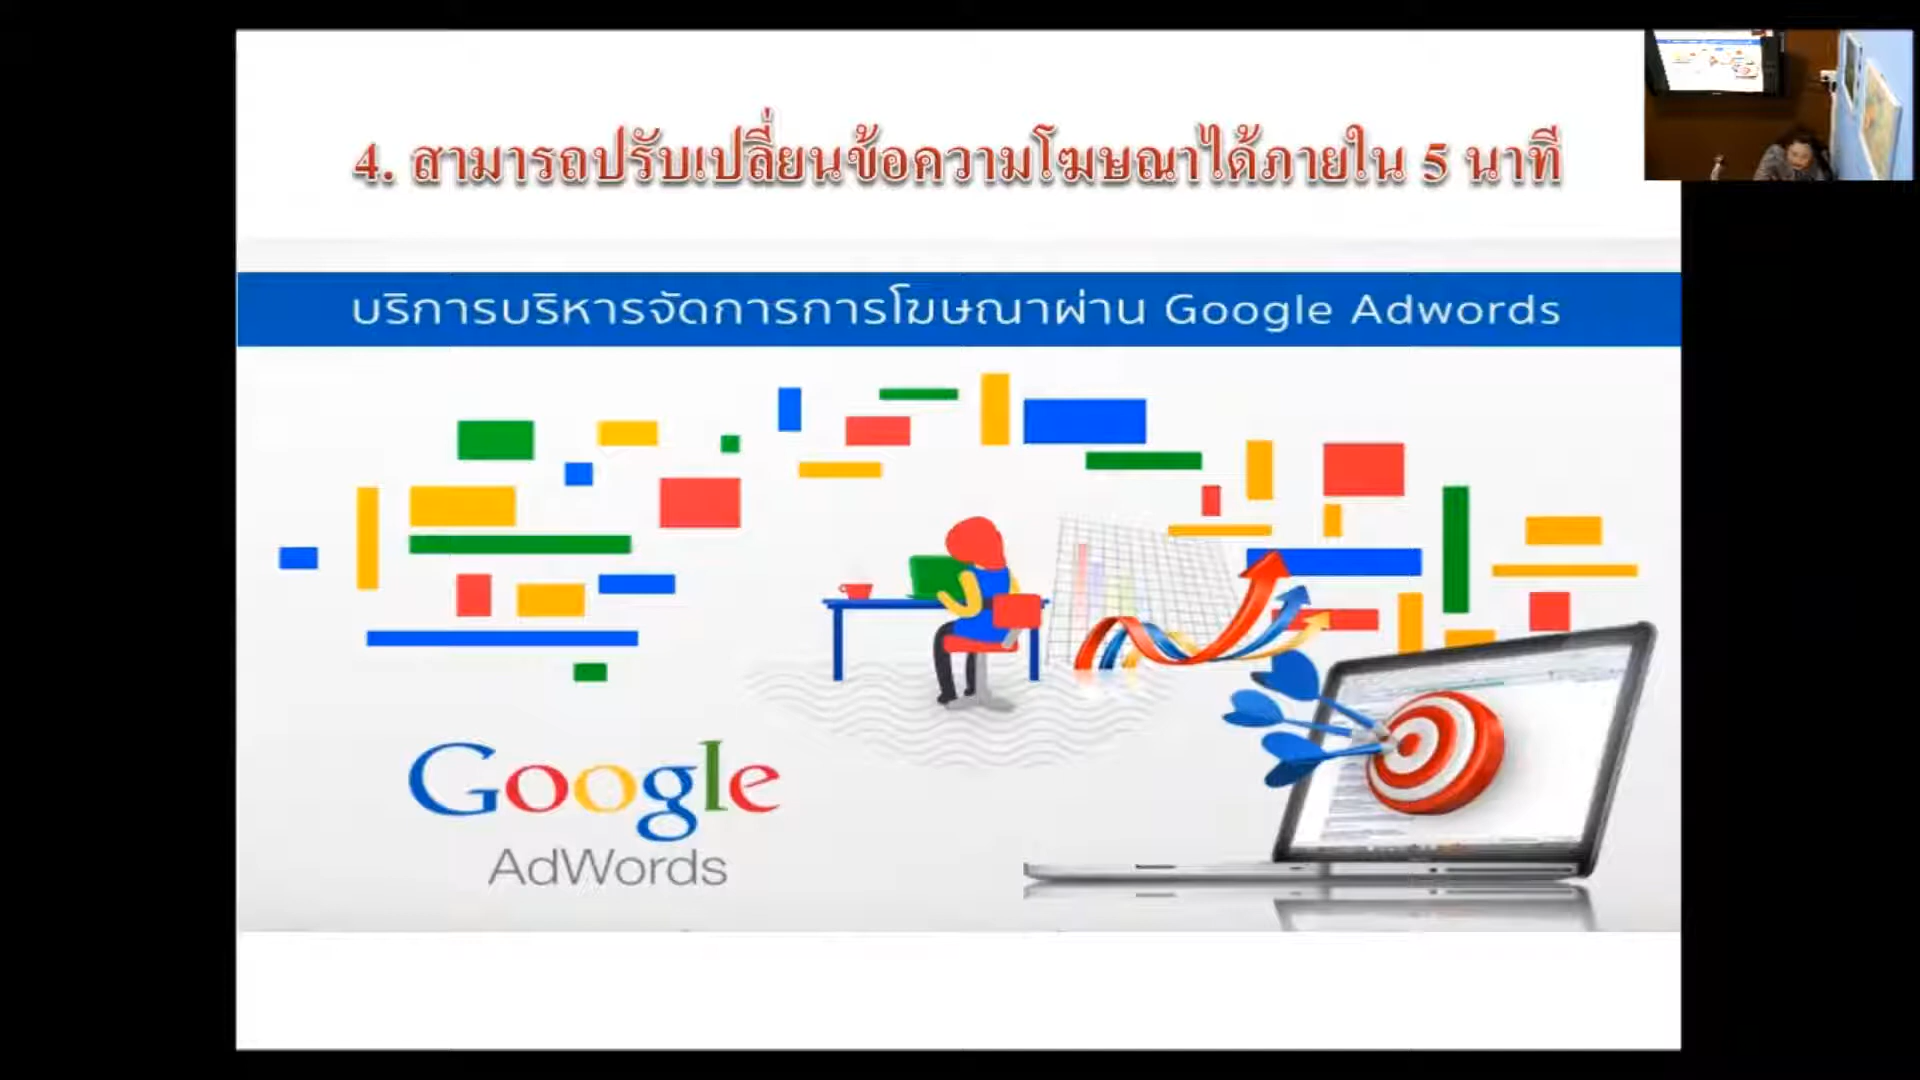 4. สามารถปรับเปลี่ยนข้อความโฆษณาได้ภายใน 5 นาที
บริการบริหารจัดการการโฆษณาผ่าน Google Adwords
Google
AdWords